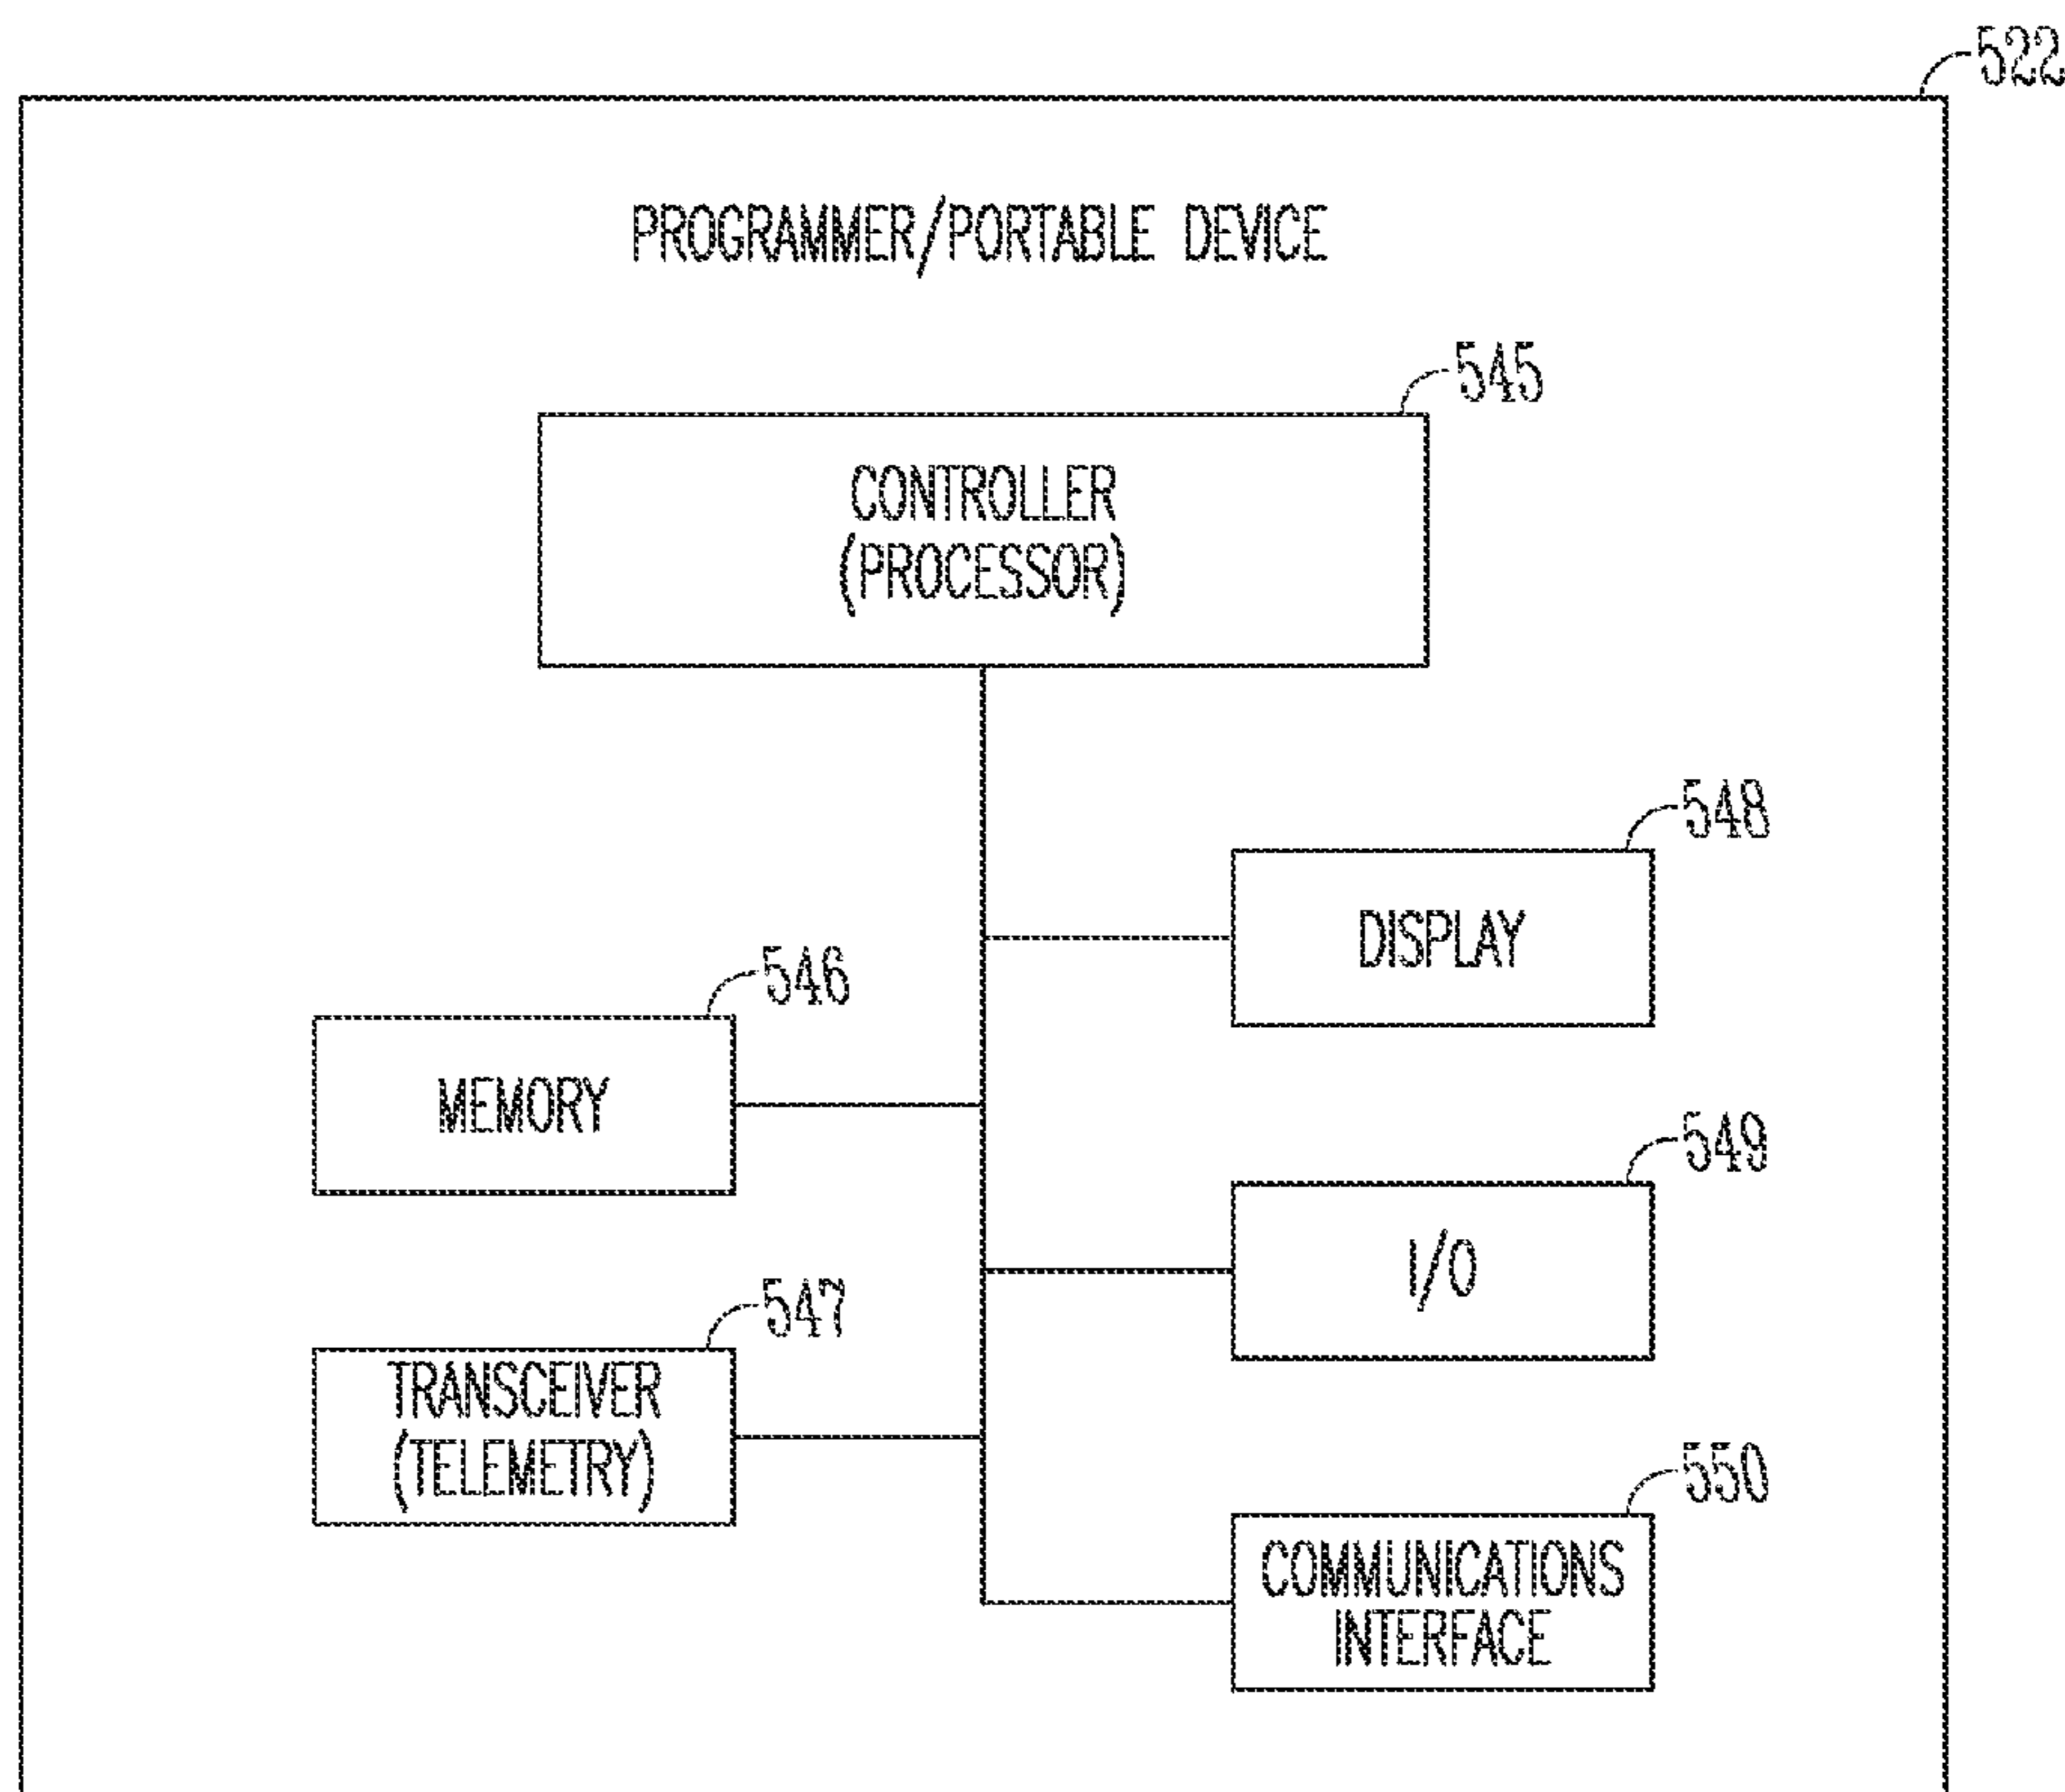 522
PROGRAMMER/PORTABLE DEVICE
545
CONTROLLER
(PROCESSOR)
548
DISPLAY
546
MEMORY
549
I/O
547
TRANSCEIVER
(TELEMETRY)
550
COMMUNICATIONS
INTERFACE